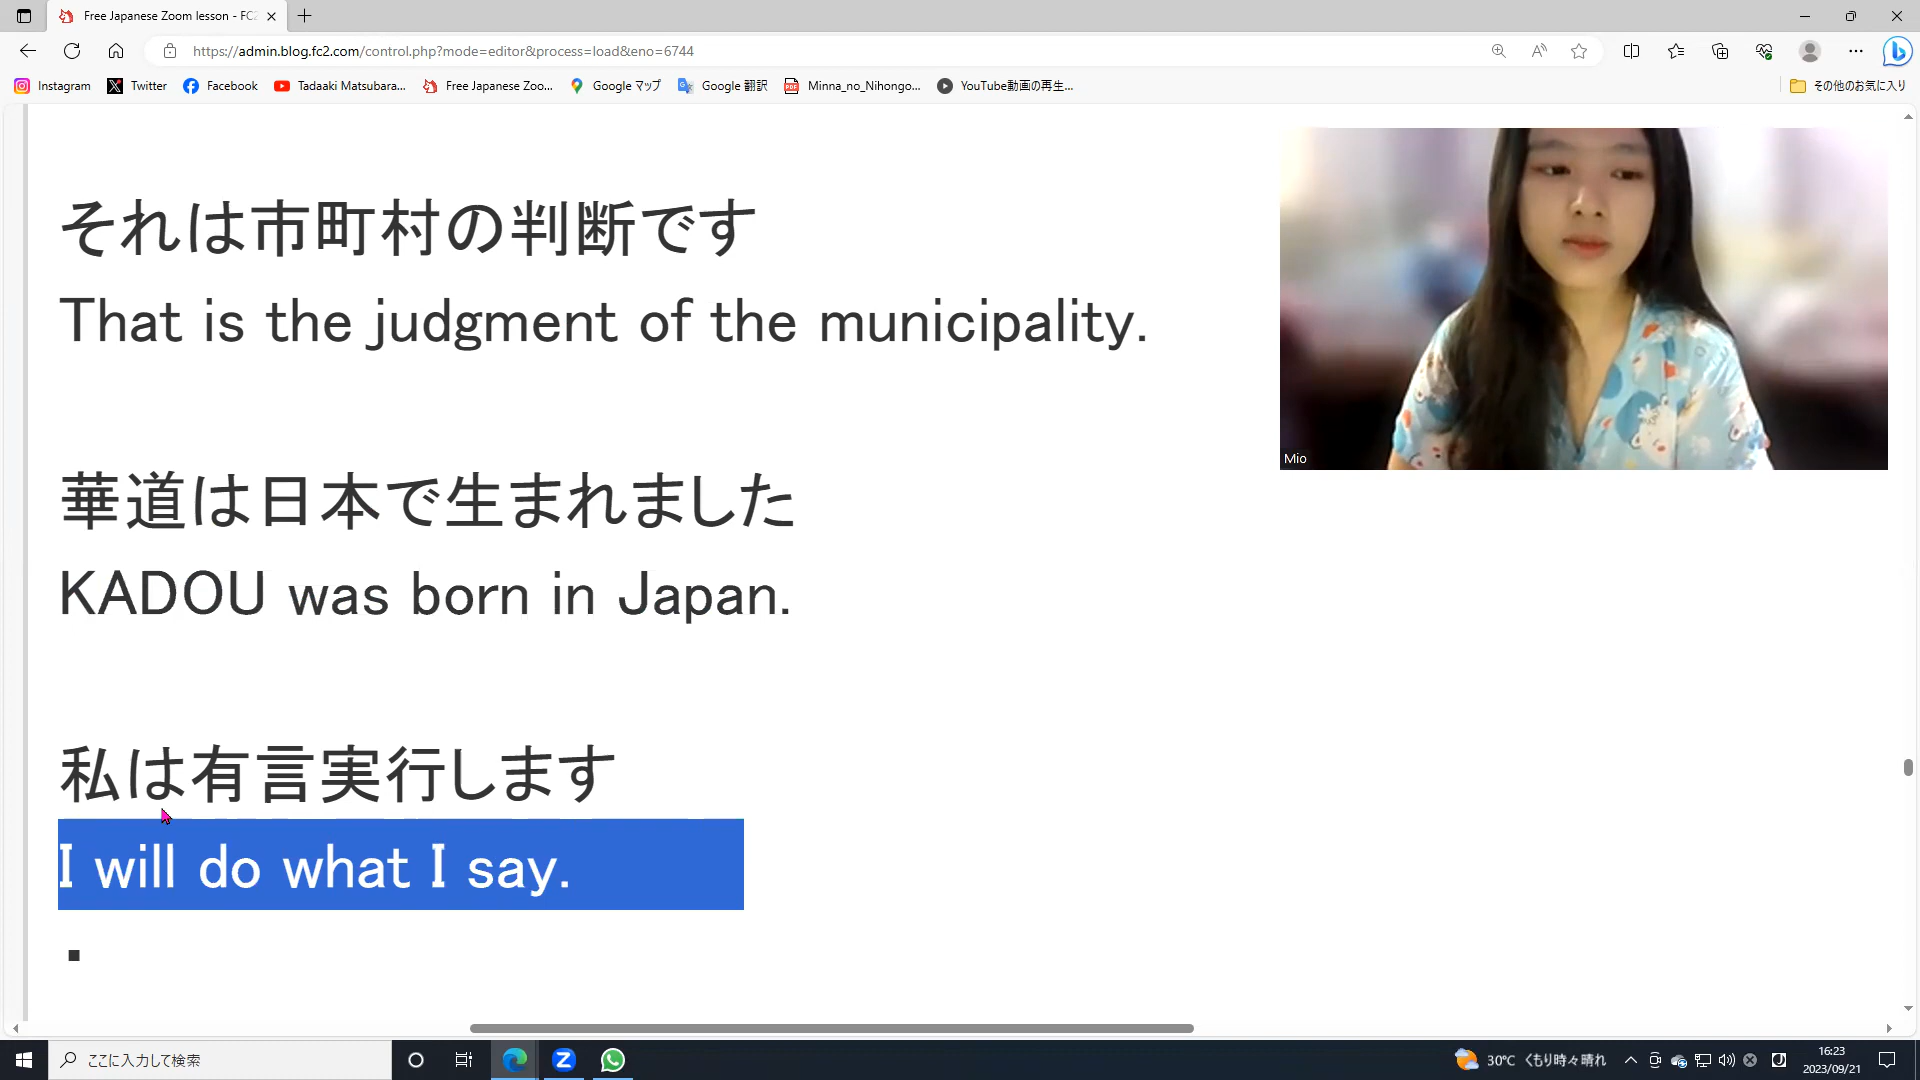 Free Japanese Zoom lesson - FC2
https://admin.blog.fc2.com/control.php?mode=editor&process=load&eno=6744
Instagram
Twitter
Facebook
Tadaaki Matsubara...
Free Japanese Zoo...
Google マップ
Google 翻訳
Minna_no_Nihongo...
YouTube動画の再生...
その他のお気に入り
それは市町村の判断です
That is the judgment of the municipality.
Mio
華道は日本で生まれました
KADOU was born in Japan.
私は有言実行します
I will do what I say.
ここに入力して検索
30℃ くもり時々晴れ
16:23
2023/09/21